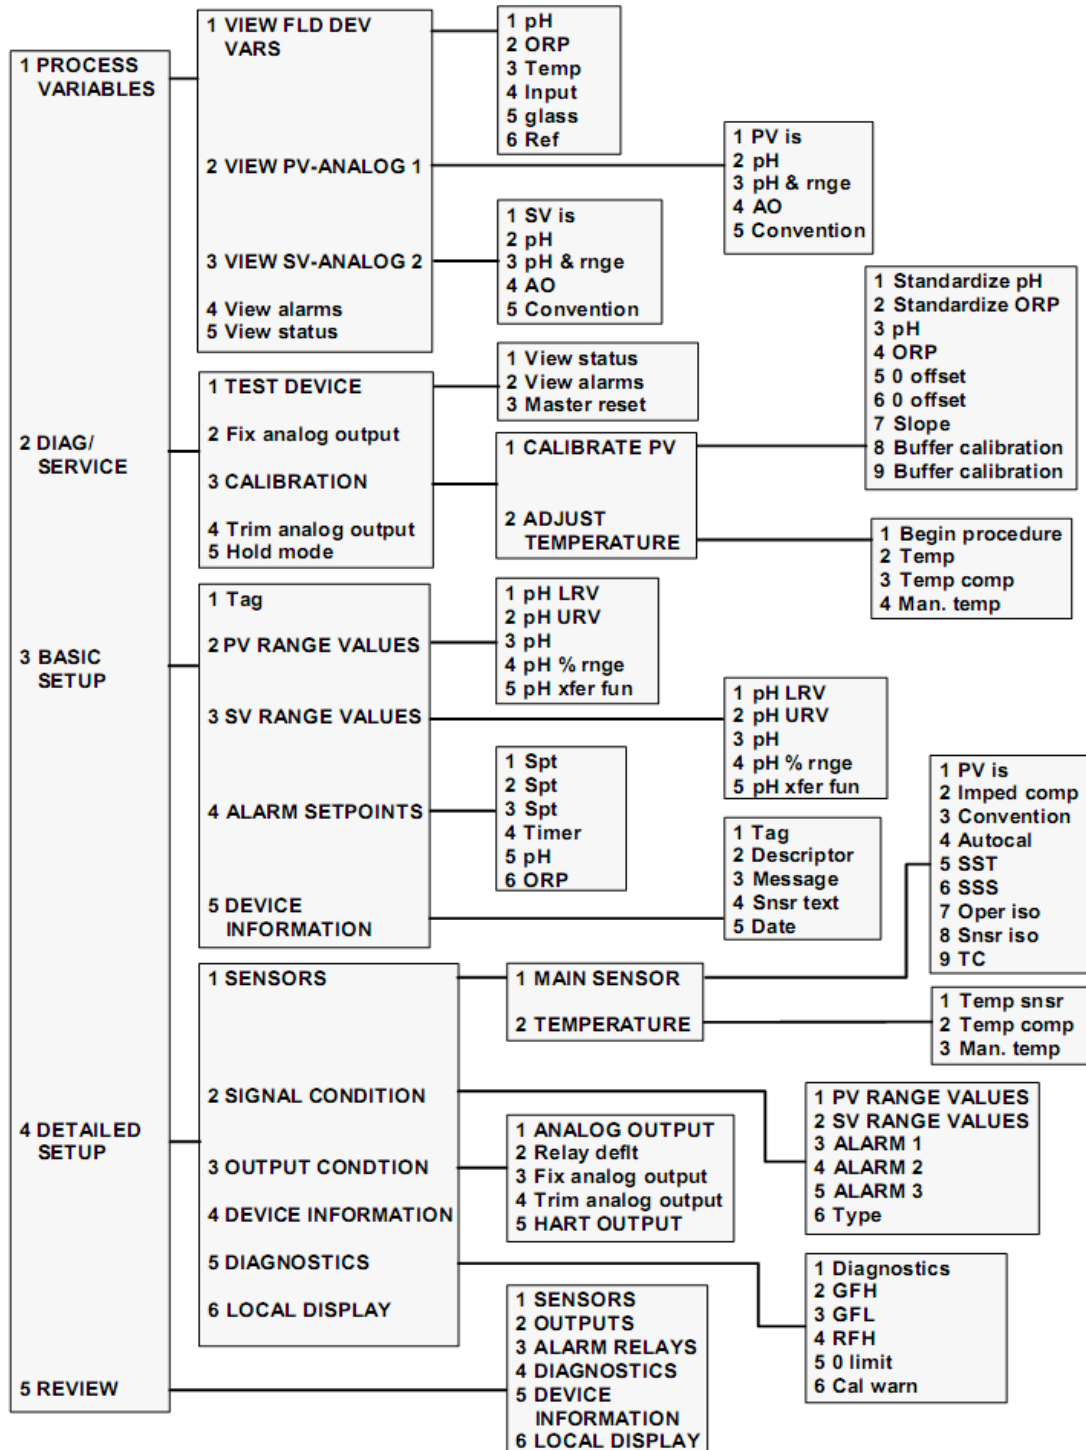 1 PROCESS
VARIABLES
1 VIEW FLD DEV
VARS
1 pH
2 ORP
3 Temp
4 Input
5 glass
6 Ref
2 VIEW PV-ANALOG 1
1 PV is
2 pH
3 pH & rnge
4 AO
5 Convention
3 VIEW SV-ANALOG 2
1 SV is
2 pH
3 pH & rnge
4 AO
5 Convention
4 View alarms
5 View status
2 DIAG/
SERVICE
1 TEST DEVICE
1 View status
2 View alarms
3 Master reset
2 Fix analog output
3 CALIBRATION
1 CALIBRATE PV
1 Standardize pH
2 Standardize ORP
3 pH
4 ORP
5 0 offset
6 0 offset
7 Slope
8 Buffer calibration
9 Buffer calibration
2 ADJUST
TEMPERATURE
1 Begin procedure
2 Temp
3 Temp comp
4 Man. temp
4 Trim analog output
5 Hold mode
3 BASIC
SETUP
1 Tag
2 PV RANGE VALUES
1 pH LRV
2 pH URV
3 pH
4 pH % rnge
5 pH xfer fun
3 SV RANGE VALUES
1 pH LRV
2 pH URV
3 pH
4 pH % rnge
5 pH xfer fun
4 ALARM SETPOINTS
1 Spt
2 Spt
3 Spt
4 Timer
5 pH
6 ORP
5 DEVICE
INFORMATION
1 Tag
2 Descriptor
3 Message
4 Snsr text
5 Date
4 DETAILED
SETUP
1 SENSORS
1 MAIN SENSOR
1 PV is
2 Imped comp
3 Convention
4 Autocal
5 SST
6 SSS
7 Oper iso
8 Snsr iso
9 TC
2 TEMPERATURE
1 Temp snsr
2 Temp comp
3 Man. temp
2 SIGNAL CONDITION
1 PV RANGE VALUES
2 SV RANGE VALUES
3 ALARM 1
4 ALARM 2
5 ALARM 3
6 Type
3 OUTPUT CONDTION
1 ANALOG OUTPUT
2 Relay deflt
3 Fix analog output
4 Trim analog output
5 HART OUTPUT
4 DEVICE INFORMATION
5 DIAGNOSTICS
1 Diagnostics
2 GFH
3 GFL
4 RFH
5 0 limit
6 Cal warn
6 LOCAL DISPLAY
5 REVIEW
1 SENSORS
2 OUTPUTS
3 ALARM RELAYS
4 DIAGNOSTICS
5 DEVICE
INFORMATION
6 LOCAL DISPLAY